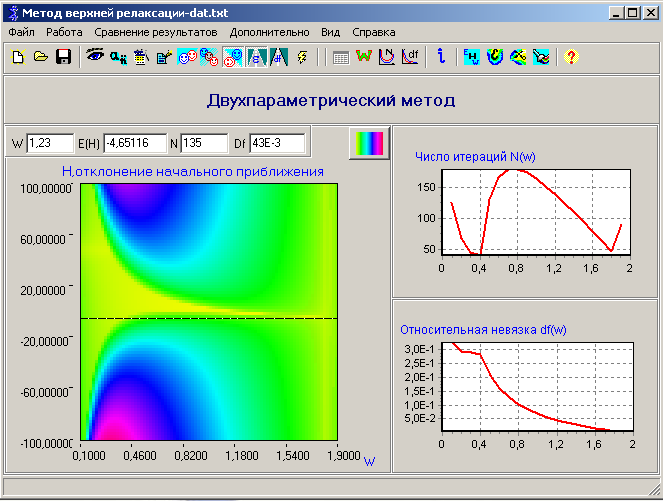 Метод верхней релаксации-dat.txt
Файл Работа Сравнение результатов Дополнительно Вид Справка
Двухпараметрический метод
W 1,23 E(H) -4,65116 N 135 Df 43E-3
H,отклонение начального приближения
100,00000
60,00000
20,00000
-20,00000
-60,00000
-100,00000
0,1000 0,4600 0,8200 1,1800 1,5400 1,9000
W
Число итераций N(w)
150
100
50
0 0,4 0,8 1,2 1,6 2
Относительная невязка df(w)
3,0E-1
2,5E-1
2,0E-1
1,5E-1
1,0E-1
5,0E-2
0 0,4 0,8 1,2 1,6 2